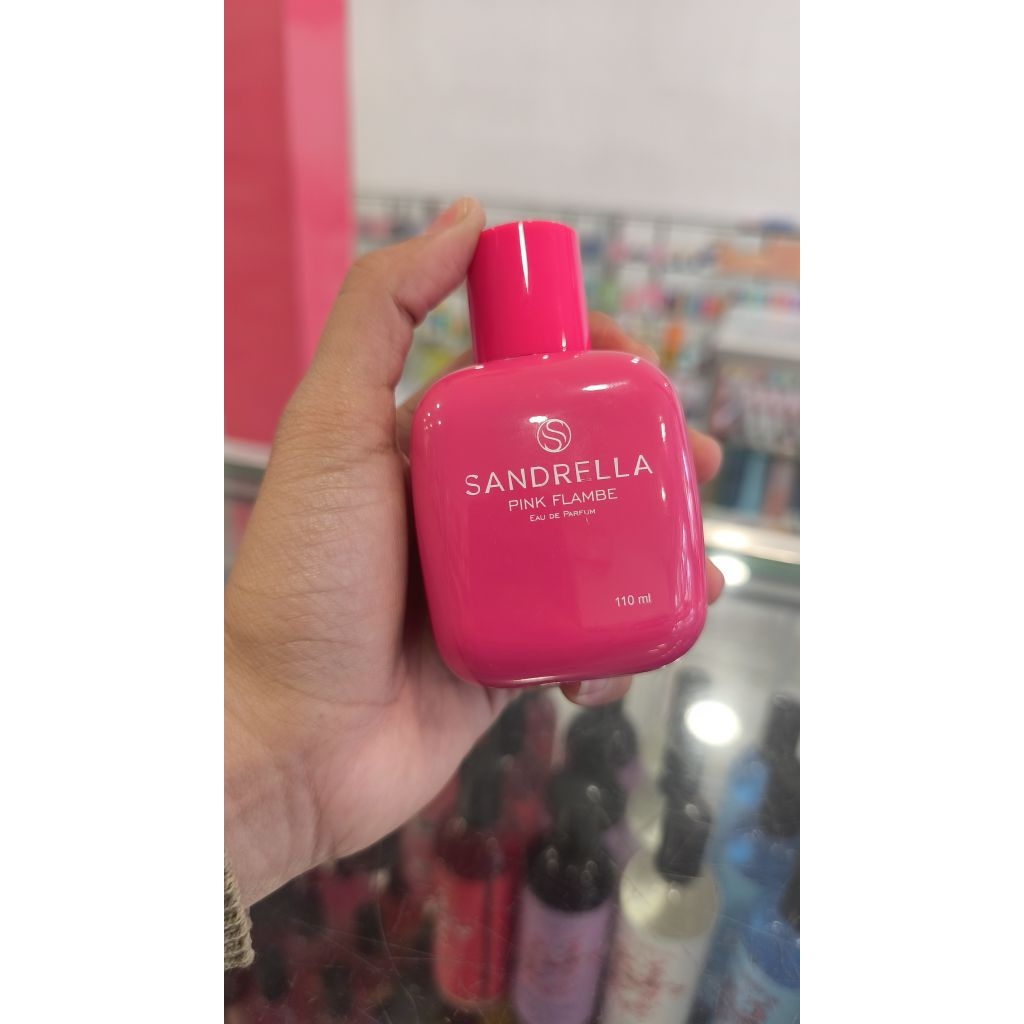 S
SANDRELLA
PINK FLAMBE
EAU DE PARFUM
110 ml